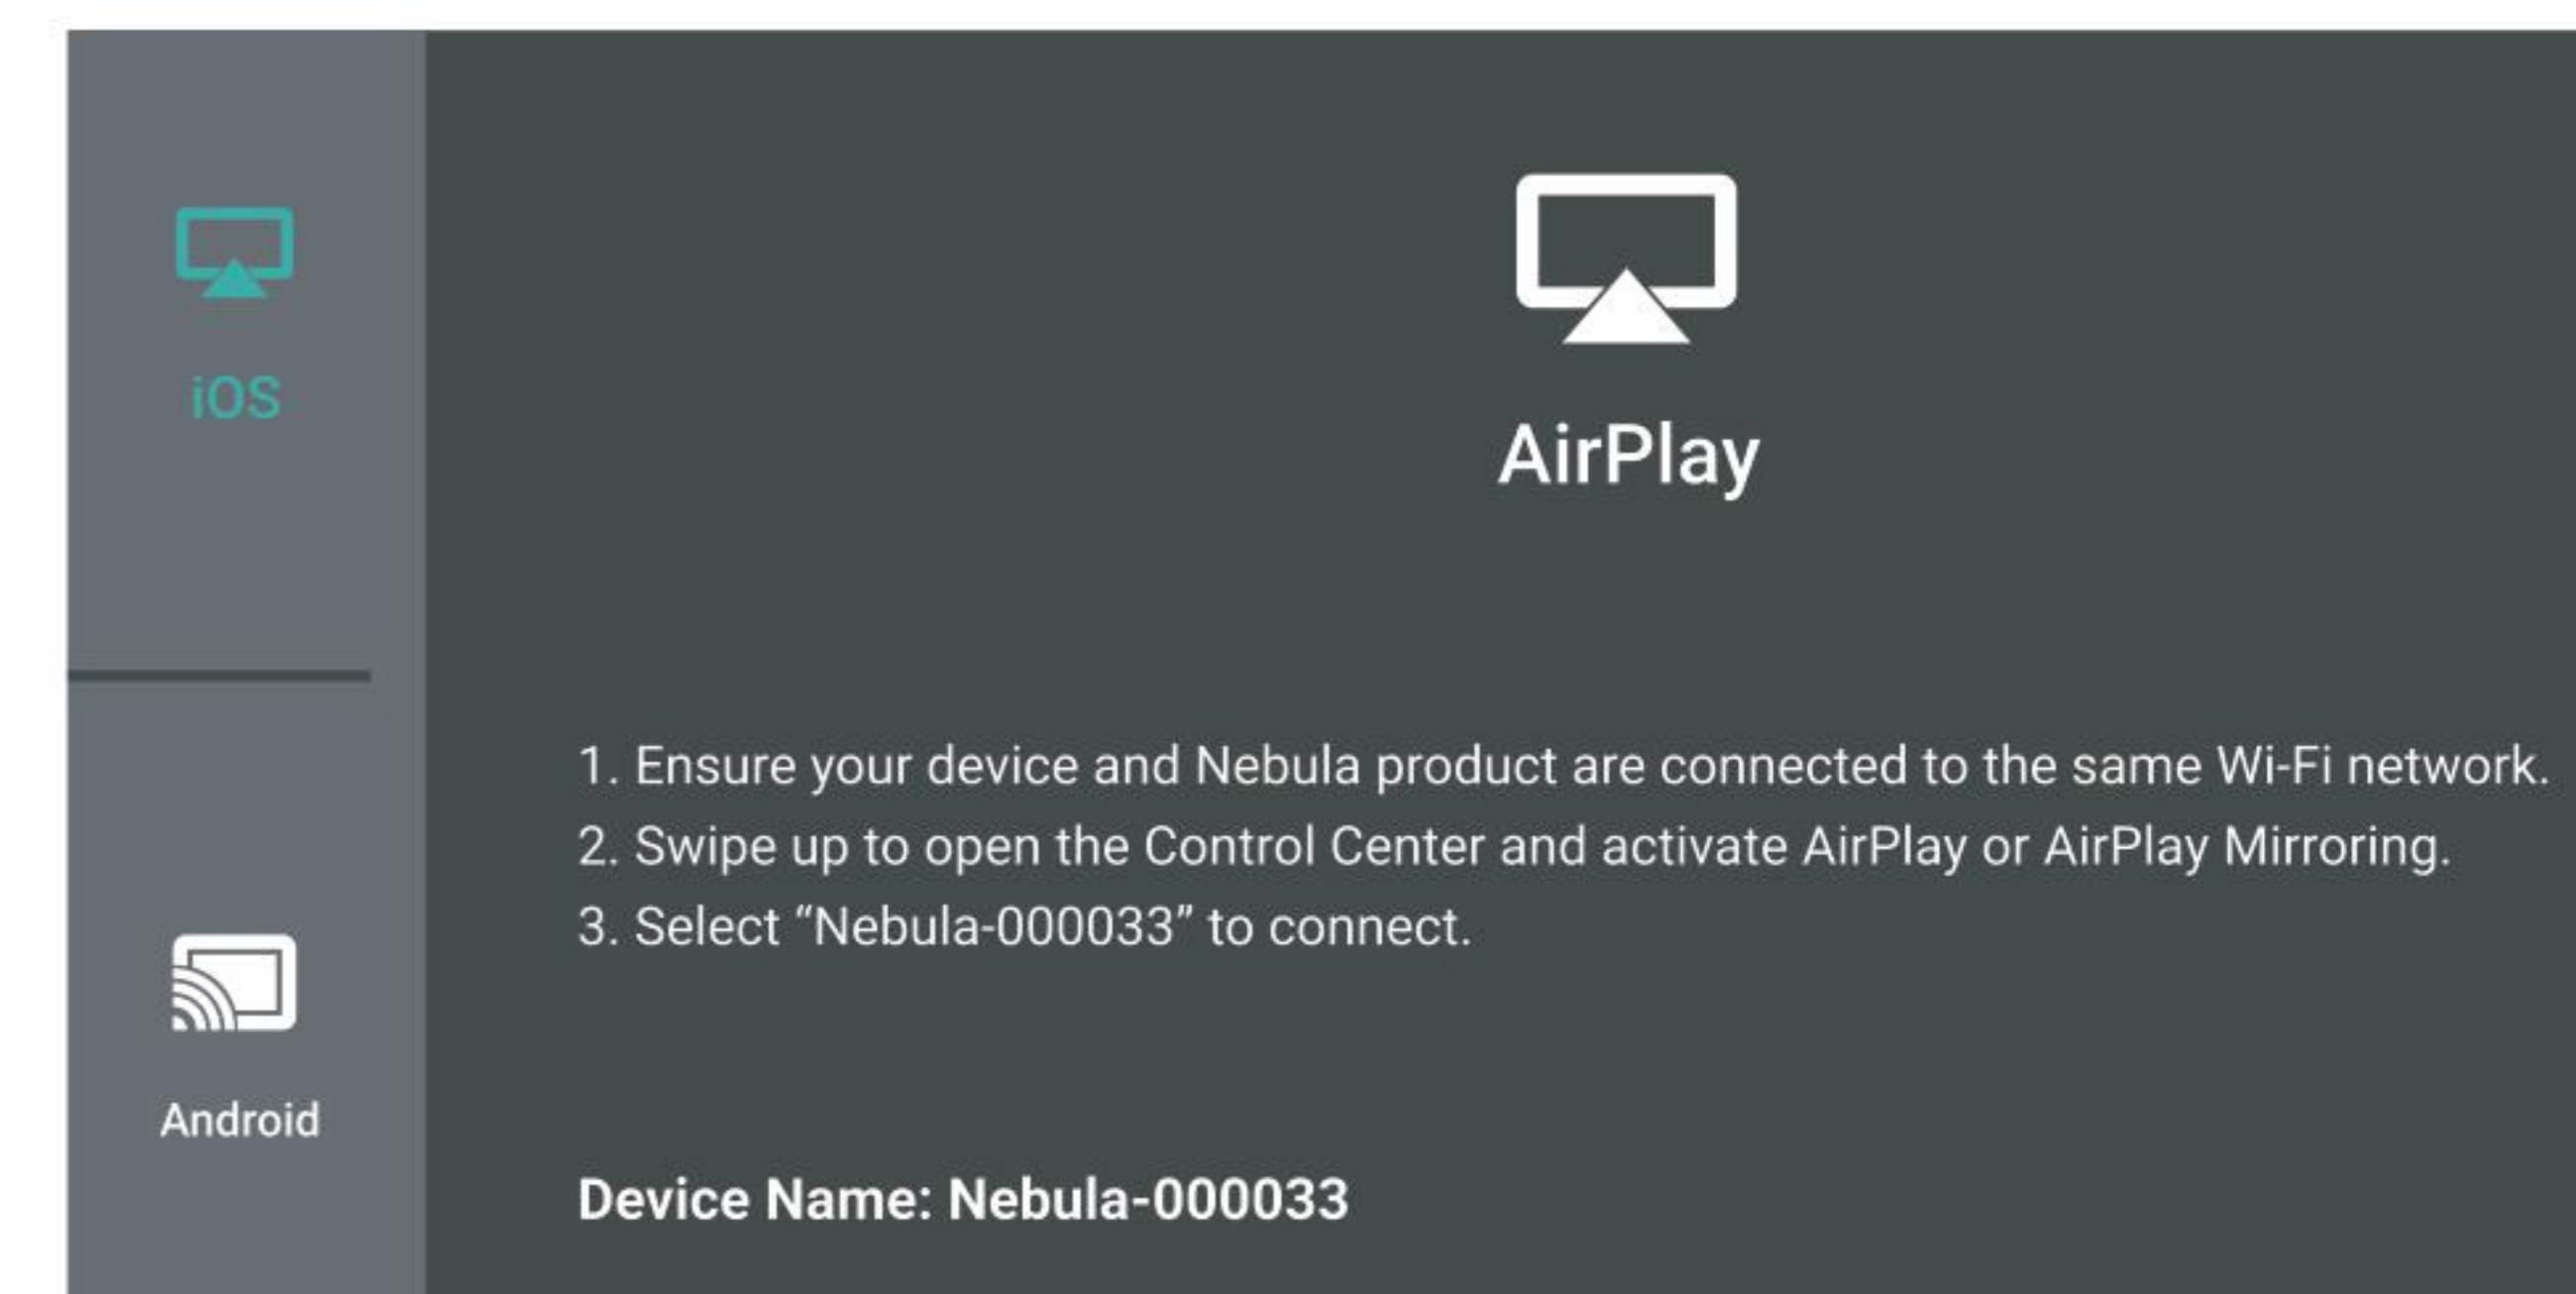 iOS
AirPlay
1. Ensure your device and Nebula product are connected to the same Wi-Fi network.
2. Swipe up to open the Control Center and activate AirPlay or AirPlay Mirroring.
3. Select “Nebula-000033” to connect.
Android
Device Name: Nebula-000033